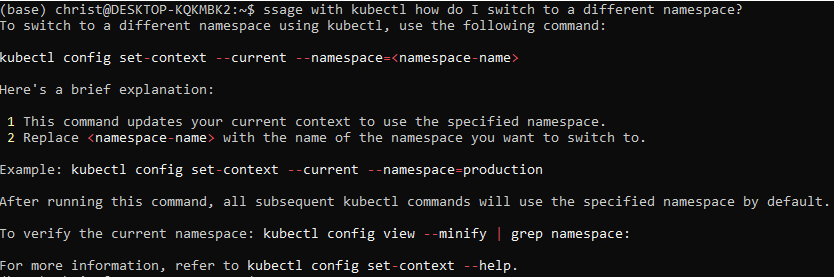 (base) christ@DESKTOP-KQKMBK2:~$ ssage with kubectl how do I switch to a different namespace?
To switch to a different namespace using kubectl, use the following command:
kubectl config set-context --current --namespace=<namespace-name>
Here's a brief explanation:
1 This command updates your current context to use the specified namespace.
2 Replace <namespace-name> with the name of the namespace you want to switch to.
Example: kubectl config set-context --current --namespace=production
After running this command, all subsequent kubectl commands will use the specified namespace by default.
To verify the current namespace: kubectl config view --minify | grep namespace:
For more information, refer to kubectl config set-context --help.